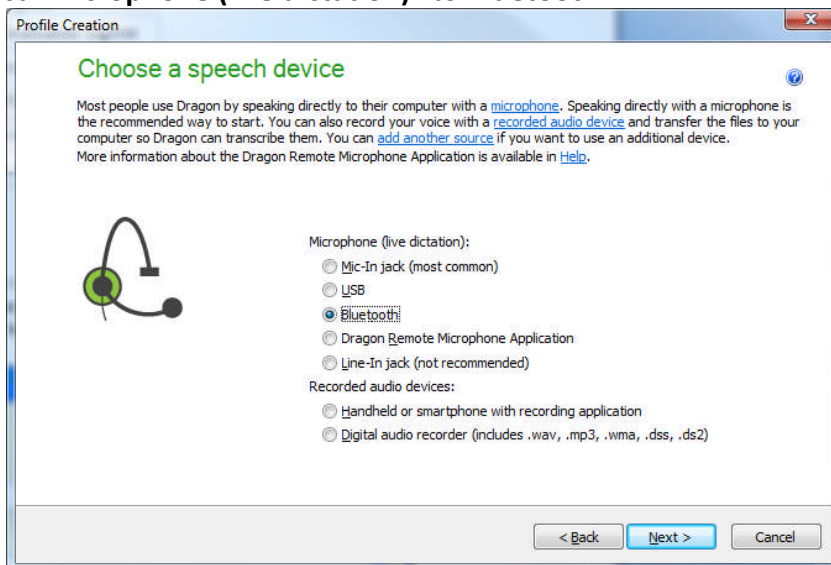 Profile Creation
Choose a speech device
Most people use Dragon by speaking directly to their computer with a microphone. Speaking directly with a microphone is
the recommended way to start. You can also record your voice with a recorded audio device and transfer the files to your
computer so Dragon can transcribe them. You can add another source if you want to use an additional device.
More information about the Dragon Remote Microphone Application is available in Help.
Microphone (live dictation):
Mic-In jack (most common)
USB
Bluetooth
Dragon Remote Microphone Application
Line-In jack (not recommended)
Recorded audio devices:
Handheld or smartphone with recording application
Digital audio recorder (includes .wav, .mp3, .wma, .dss, .ds2)
< Back Next > Cancel